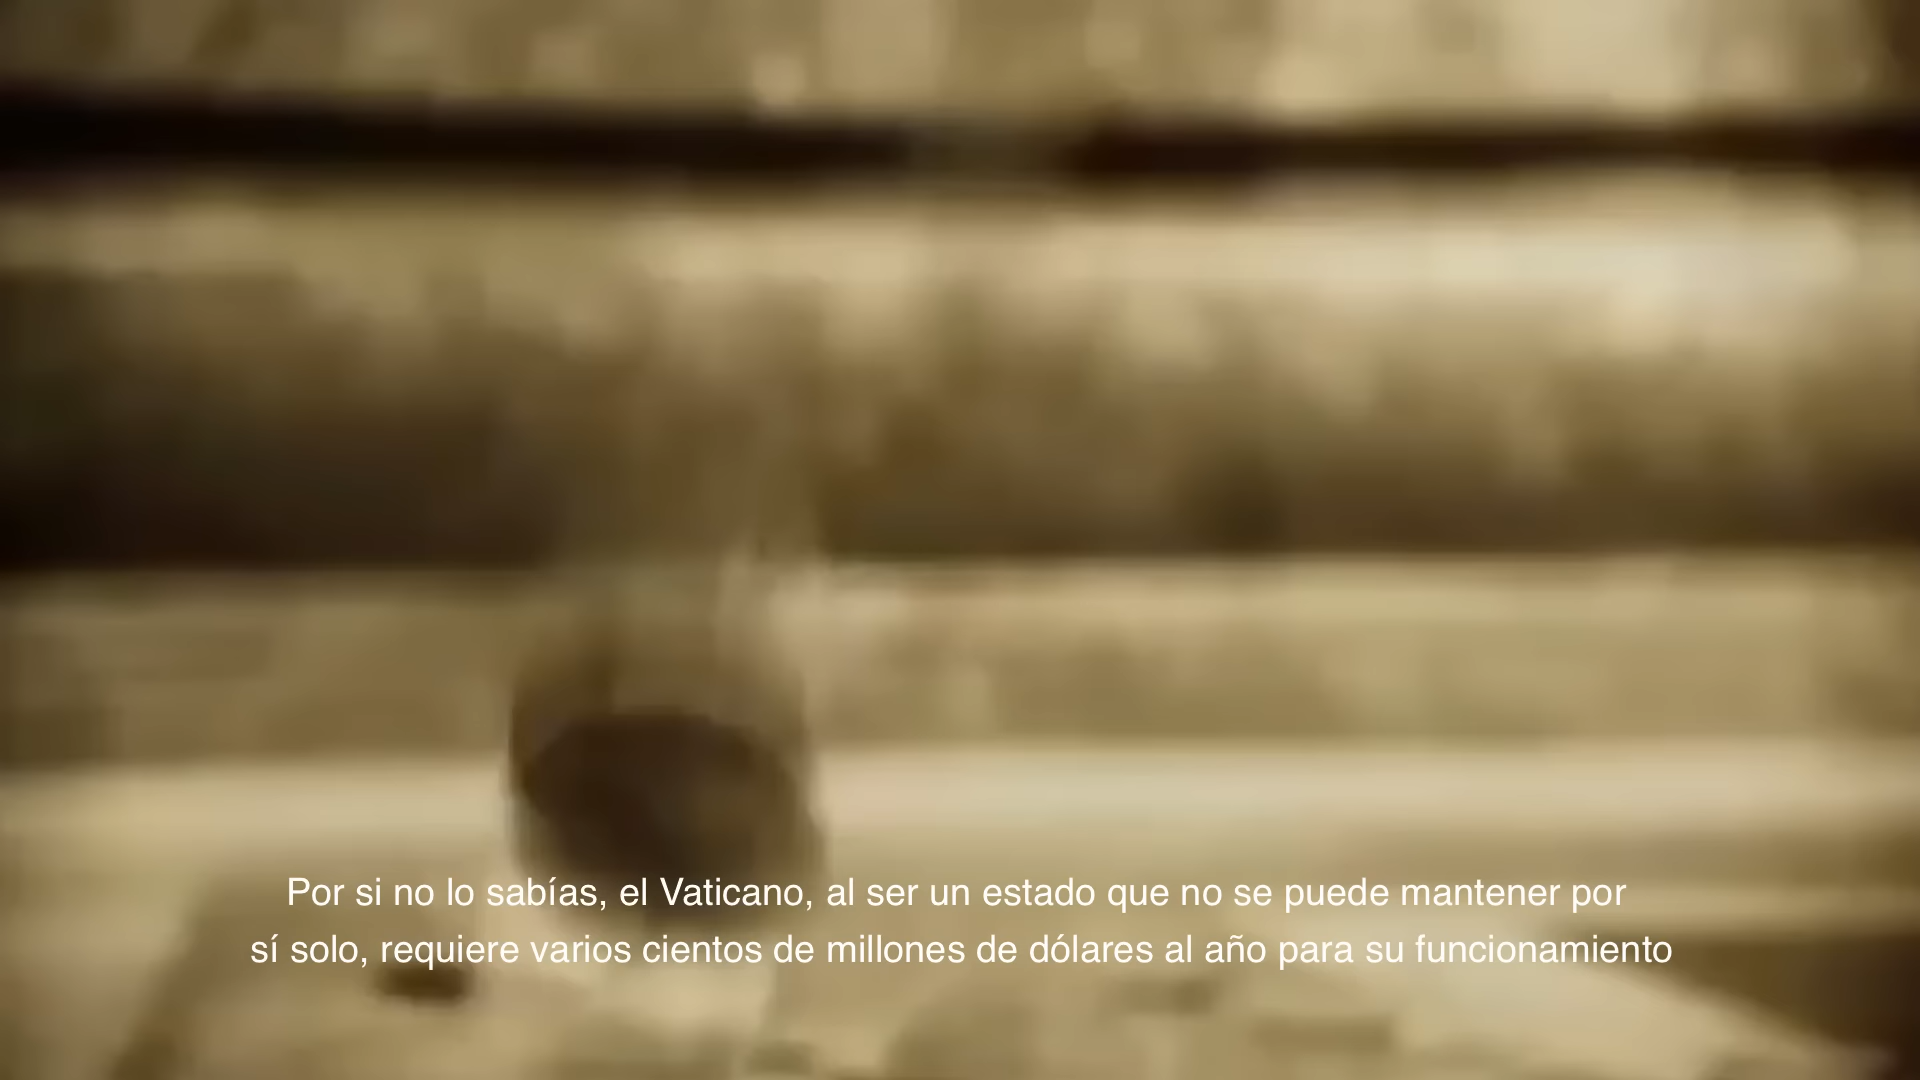 Por si no lo sabías, el Vaticano, al ser un estado que no se puede mantener por
sí solo, requiere varios cientos de millones de dólares al año para su funcionamiento